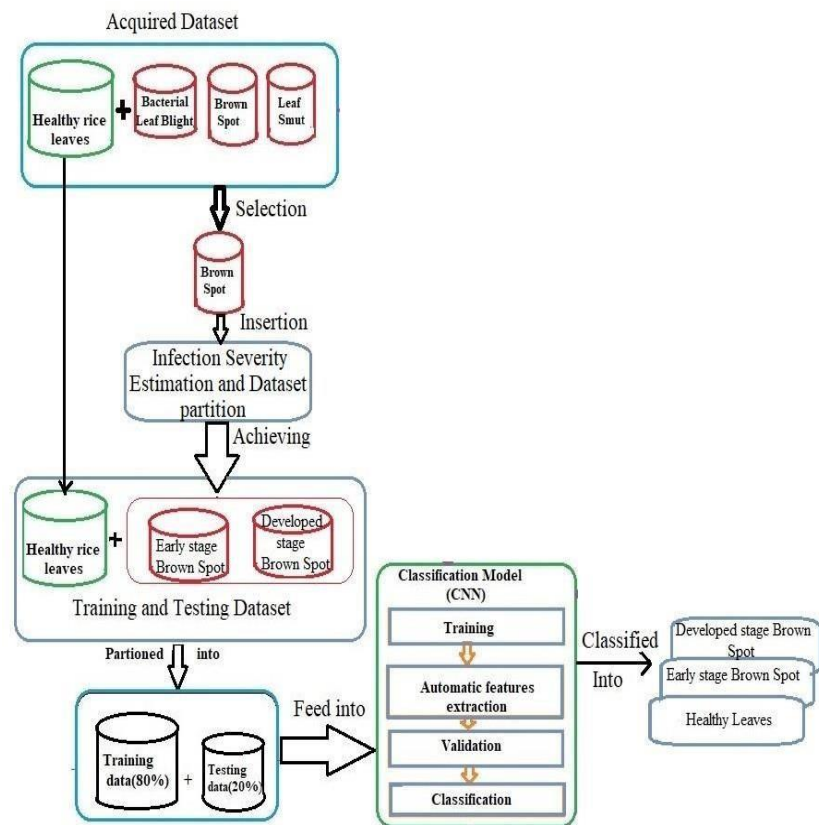 Acquired Dataset
Healthy rice
leaves
+
Bacterial
Leaf Blight
Brown
Spot
Leaf
Smut
Selection
Brown
Spot
Insertion
Infection Severity
Estimation and Dataset
partition
Achieving
Healthy rice
leaves
+
Early stage
Brown Spot
Developed
stage
Brown Spot
Training and Testing Dataset
Partioned into
Training
data(80%)
+
Testing
data(20%)
Feed into
Classification Model
(CNN)
Training
Automatic features
extraction
Validation
Classification
Classified
Into
Developed stage Brown
Spot
Early stage Brown Spot
Healthy Leaves